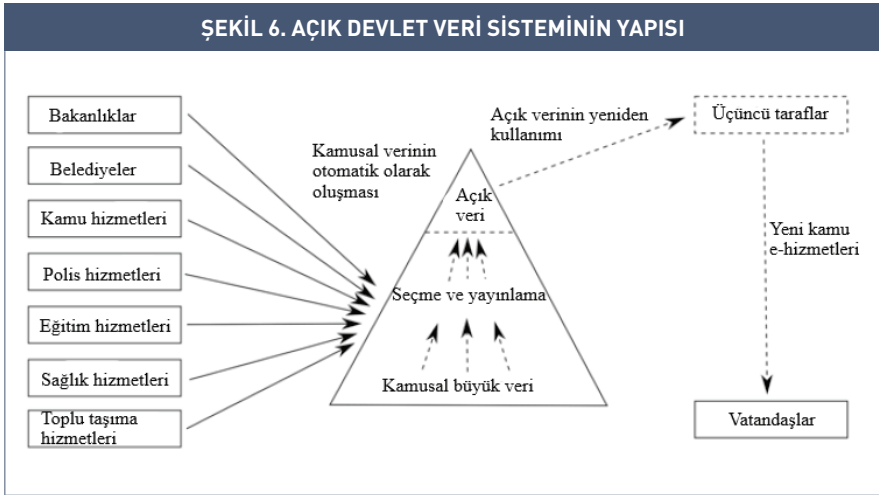 ŞEKİL 6. AÇIK DEVLET VERİ SİSTEMİNİN YAPISI
Bakanlıklar
Belediyeler
Kamu hizmetleri
Polis hizmetleri
Eğitim hizmetleri
Sağlık hizmetleri
Toplu taşıma
hizmetleri
Kamusal verinin
otomatik olarak
oluşması
Açık
veri
Seçme ve yayınlama
Kamusal büyük veri
Açık verinin yeniden
kullanımı
Üçüncü taraflar
Yeni kamu
e-hizmetleri
Vatandaşlar